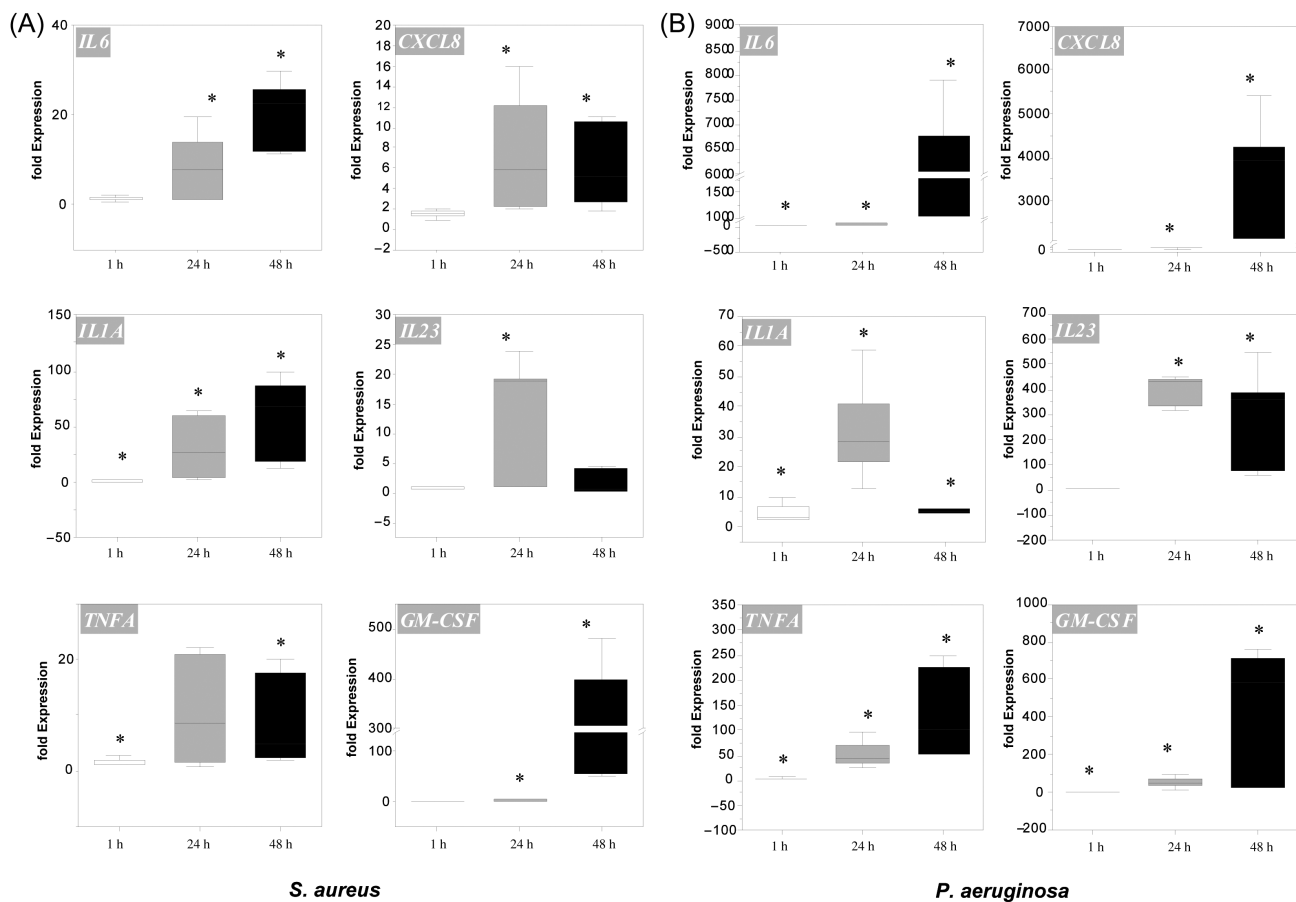 (A)
IL6
fold Expression
40
20
0
*
*
1 h 24 h 48 h
CXCL8
fold Expression
20
18
16
14
12
10
8
6
4
2
0
−2
*
*
1 h 24 h 48 h
IL1A
fold Expression
150
100
50
0
−50
*
*
*
1 h 24 h 48 h
IL23
fold Expression
30
25
20
15
10
5
0
−5
*
1 h 24 h 48 h
TNFA
fold Expression
20
0
*
*
1 h 24 h 48 h
GM-CSF
fold Expression
500
400
300
100
0
*
*
1 h 24 h 48 h
S. aureus
(B)
IL6
fold Expression
9000
8500
8000
7500
7000
6500
6000
1500
1000
0
−500
*
*
*
1 h 24 h 48 h
CXCL8
fold Expression
7000
6000
5000
4000
3000
0
*
*
1 h 24 h 48 h
IL1A
fold Expression
70
60
50
40
30
20
10
0
*
*
*
1 h 24 h 48 h
IL23
fold Expression
700
600
500
400
300
200
100
0
−100
−200
*
*
1 h 24 h 48 h
TNFA
fold Expression
350
300
250
200
150
100
50
0
−50
−100
*
*
*
1 h 24 h 48 h
GM-CSF
fold Expression
1000
800
600
400
200
0
−200
*
*
*
1 h 24 h 48 h
P. aeruginosa